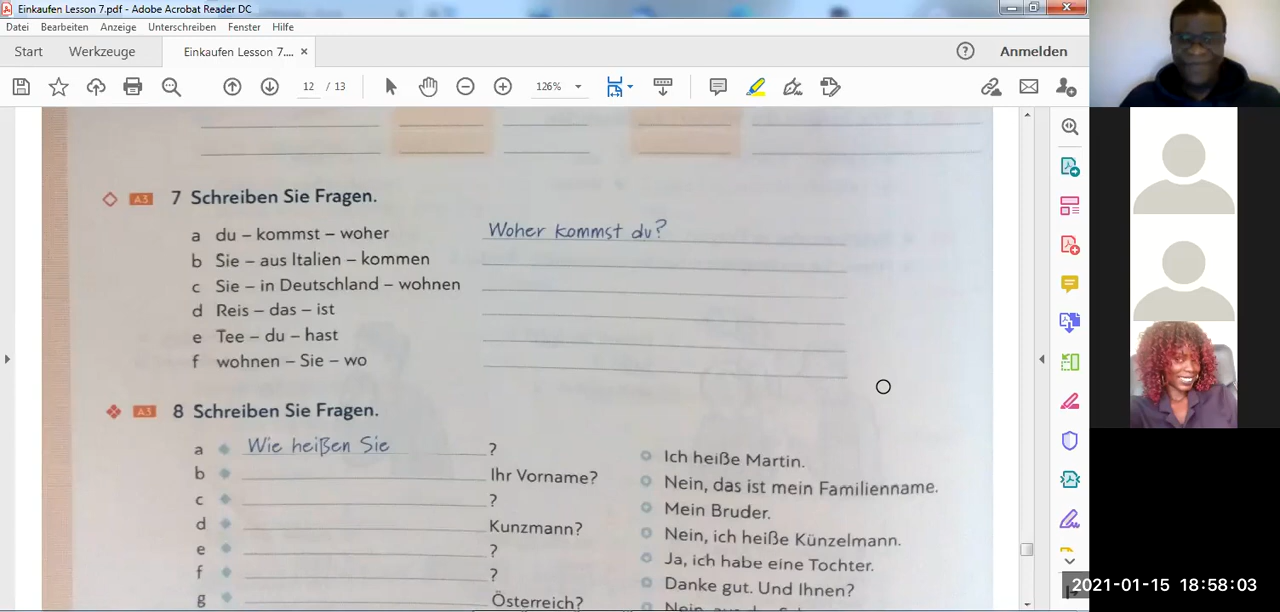 Einkaufen Lesson 7.pdf - Adobe Acrobat Reader DC
Datei Bearbeiten Anzeige Unterschreiben Fenster Hilfe
Start Werkzeuge Einkaufen Lesson 7.... × Anmelden
12 / 13 126%
A3 7 Schreiben Sie Fragen.
a du – kommst – woher Woher kommst du?
b Sie – aus Italien – kommen
c Sie – in Deutschland – wohnen
d Reis – das – ist
e Tee – du – hast
f wohnen – Sie – wo
A3 8 Schreiben Sie Fragen.
a Wie heißen Sie ? Ich heiße Martin.
b Ihr Vorname? Nein, das ist mein Familienname.
c ? Mein Bruder.
d Kunzmann? Nein, ich heiße Künzelmann.
e ? Ja, ich habe eine Tochter.
f ? Danke gut. Und Ihnen?
g Österreich?
2021-01-15 18:58:03